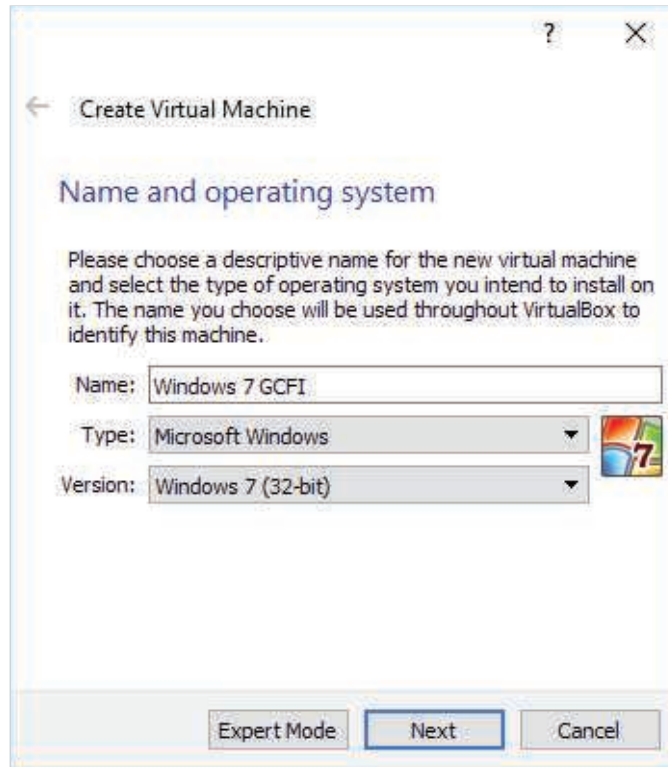 ?
Create Virtual Machine
Name and operating system
Please choose a descriptive name for the new virtual machine
and select the type of operating system you intend to install on
it. The name you choose will be used throughout VirtualBox to
identify this machine.
Name: Windows 7 GCFI
Type: Microsoft Windows
7
Version: Windows 7 (32-bit)
Expert Mode Next Cancel